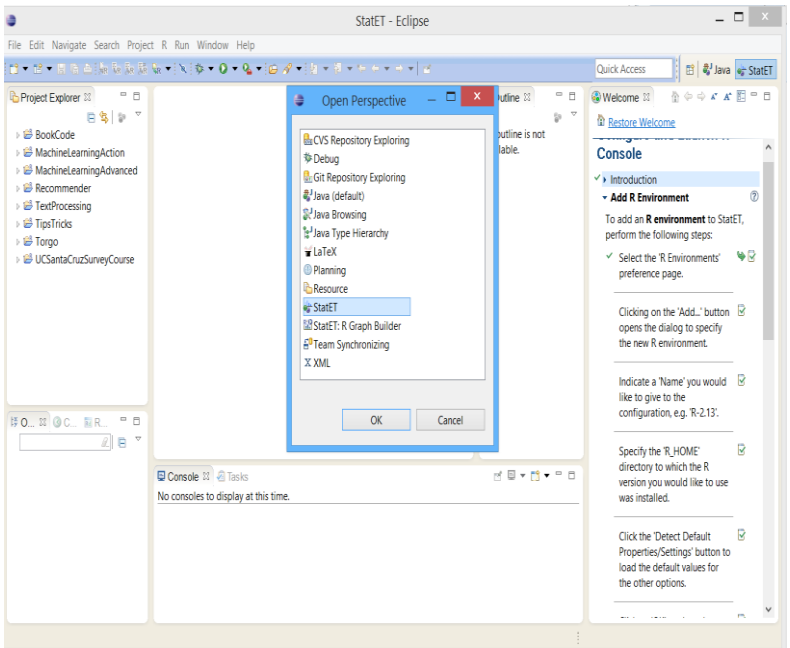 StatET - Eclipse
File Edit Navigate Search Project R Run Window Help
Quick Access
Java
StatET
Project Explorer
BookCode
MachineLearningAction
MachineLearningAdvanced
Recommender
TextProcessing
TipsTricks
Torgo
UCSantaCruzSurveyCourse
O...
C...
R...
Open Perspective
CVS Repository Exploring
Debug
Git Repository Exploring
Java (default)
Java Browsing
Java Type Hierarchy
LaTeX
Planning
Resource
StatET
StatET: R Graph Builder
Team Synchronizing
XML
OK
Cancel
utline
utline is not
lable.
Console
Tasks
No consoles to display at this time.
Welcome
Restore Welcome
Console
Introduction
Add R Environment
To add an R environment to StatET,
perform the following steps:
Select the 'R Environments'
preference page.
Clicking on the 'Add...' button
opens the dialog to specify
the new R environment.
Indicate a 'Name' you would
like to give to the
configuration, e.g. 'R-2.13'.
Specify the 'R_HOME'
directory to which the R
version you would like to use
was installed.
Click the 'Detect Default
Properties/Settings' button to
load the default values for
the other options.